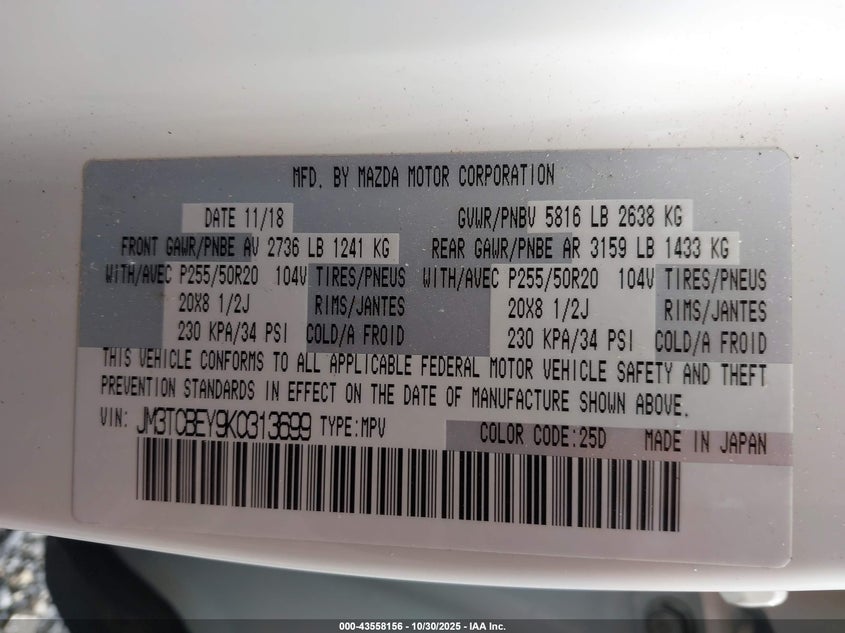 MFD. BY MAZDA MOTOR CORPORATION
DATE 11/18 GVWR/PNBV 5816 LB 2638 KG
FRONT GAWR/PNBE AV 2736 LB 1241 KG REAR GAWR/PNBE AR 3159 LB 1433 KG
WITH/AVEC P255/50R20 104V TIRES/PNEUS WITH/AVEC P255/50R20 104V TIRES/PNEUS
20X8 1/2J RIMS/JANTES 20X8 1/2J RIMS/JANTES
230 KPA/34 PSI COLD/A FROID 230 KPA/34 PSI COLD/A FROID
THIS VEHICLE CONFORMS TO ALL APPLICABLE FEDERAL MOTOR VEHICLE SAFETY AND THEFT
PREVENTION STANDARDS IN EFFECT ON THE DATE OF MANUFACTURE SHOWN ABOVE.
VIN: JM3TCBEY9K0313699 TYPE:MPV COLOR CODE:25D MADE IN JAPAN
000-43558156 - 10/30/2025 - IAA Inc.